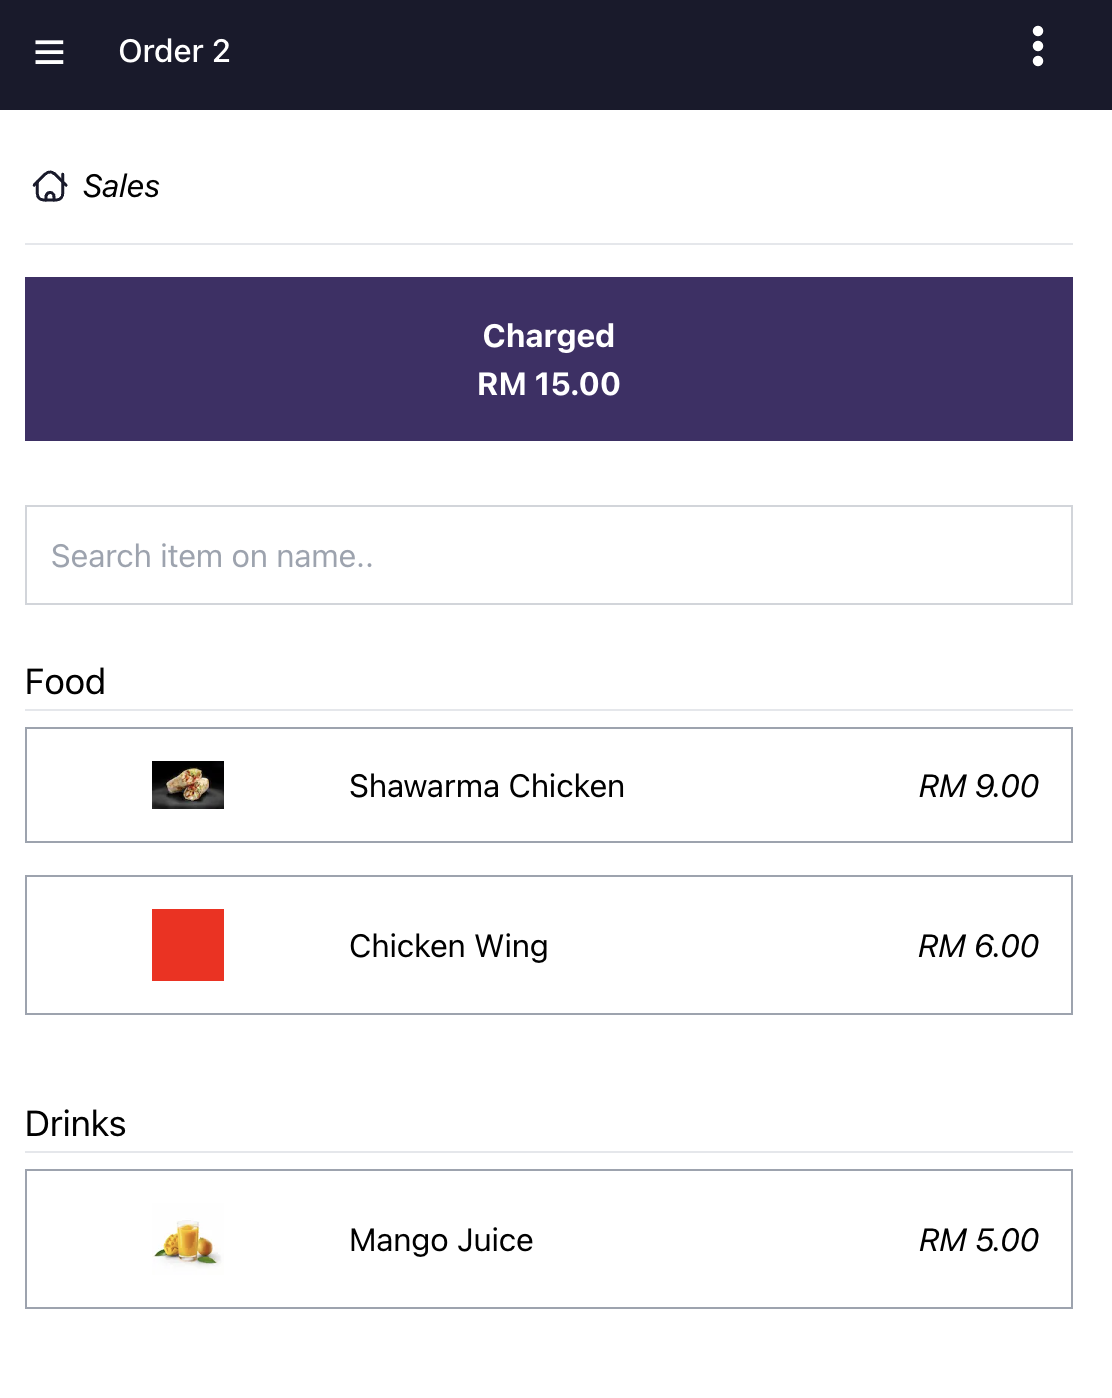 Order 2
Sales
Charged
RM 15.00
Search item on name..
Food
Shawarma Chicken RM 9.00
Chicken Wing RM 6.00
Drinks
Mango Juice RM 5.00